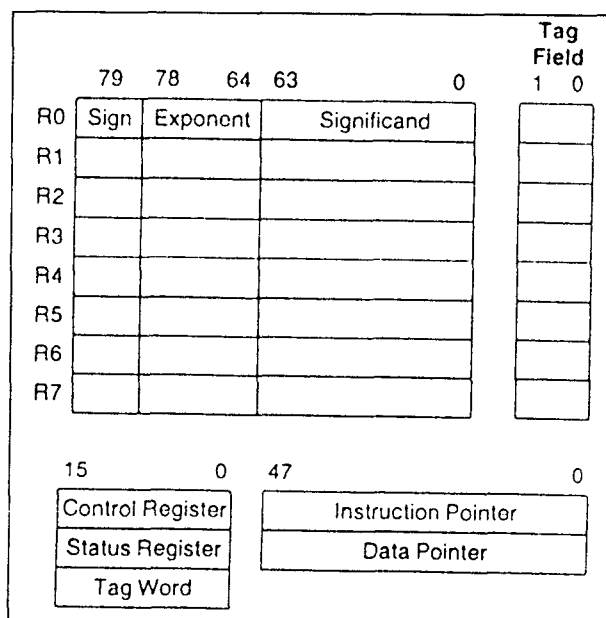 Tag
Field
79 78 64 63 0 1 0
R0 Sign Exponent Significand
R1
R2
R3
R4
R5
R6
R7
15 0 47 0
Control Register Instruction Pointer
Status Register Data Pointer
Tag Word